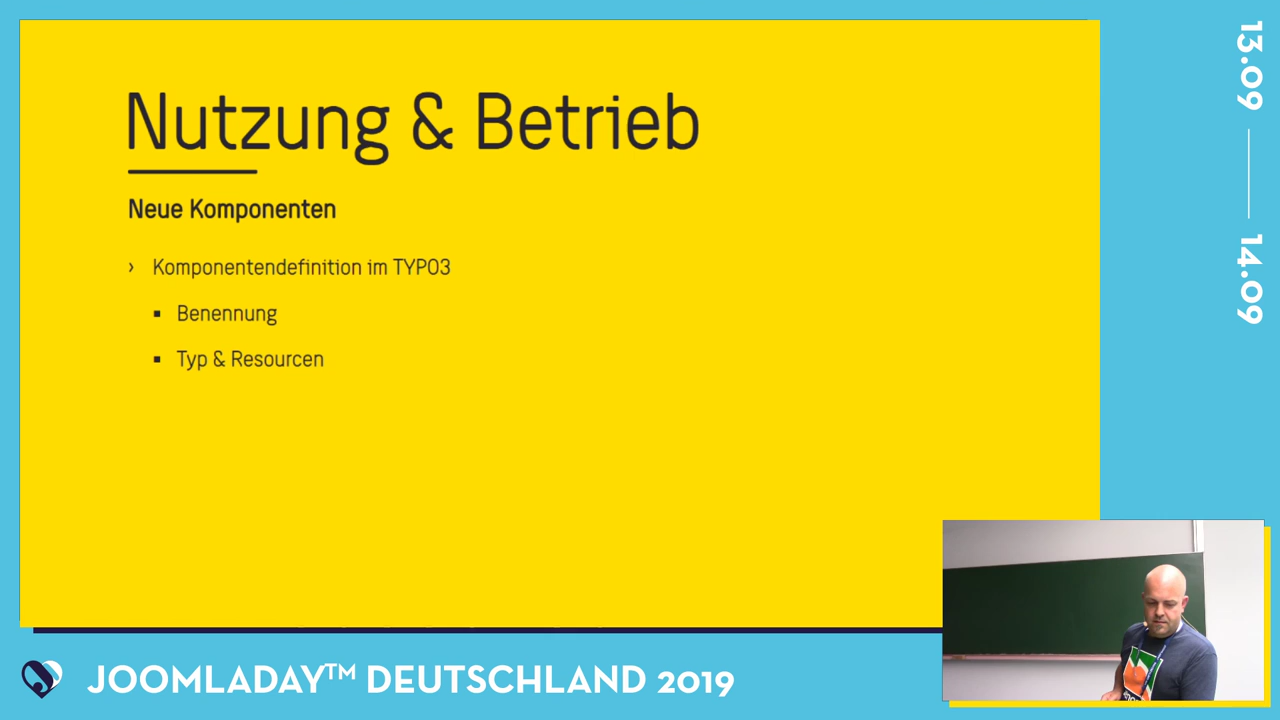 Nutzung & Betrieb
Neue Komponenten
› Komponentendefinition im TYPO3
▪ Benennung
▪ Typ & Resourcen
13.09
14.09
JOOMLADAY™ DEUTSCHLAND 2019